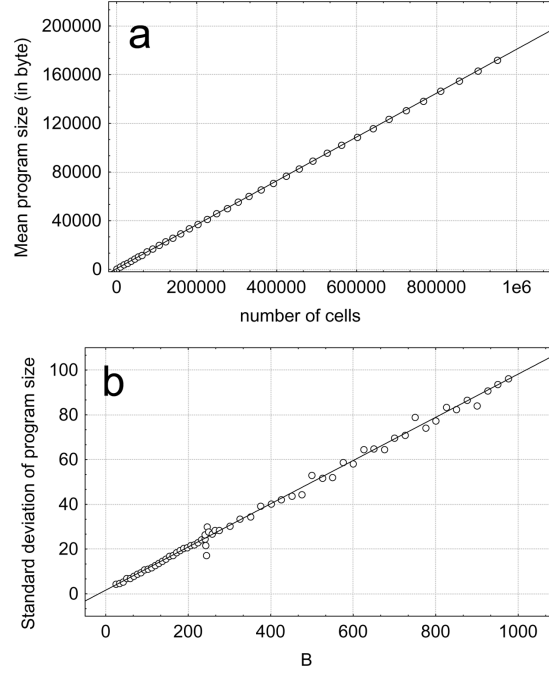 a
Mean program size (in byte)
200000
160000
120000
80000
40000
0
0 200000 400000 600000 800000 1e6
number of cells
b
Standard deviation of program size
100
80
60
40
20
0
0 200 400 600 800 1000
B